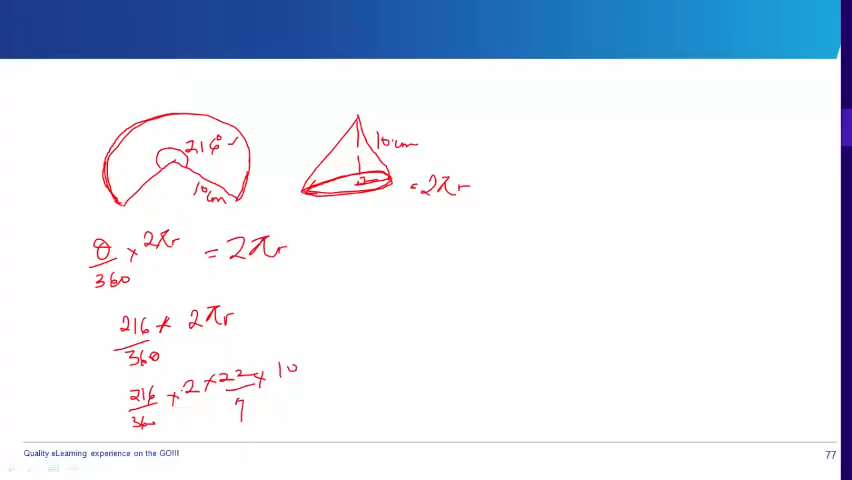 216°
10cm
10cm
= 2πr
θ/360 × 2πr = 2πr
216/360 × 2πr
216/360 × 2 × 22/7 × 10
Quality eLearning experience on the GO!!!
77